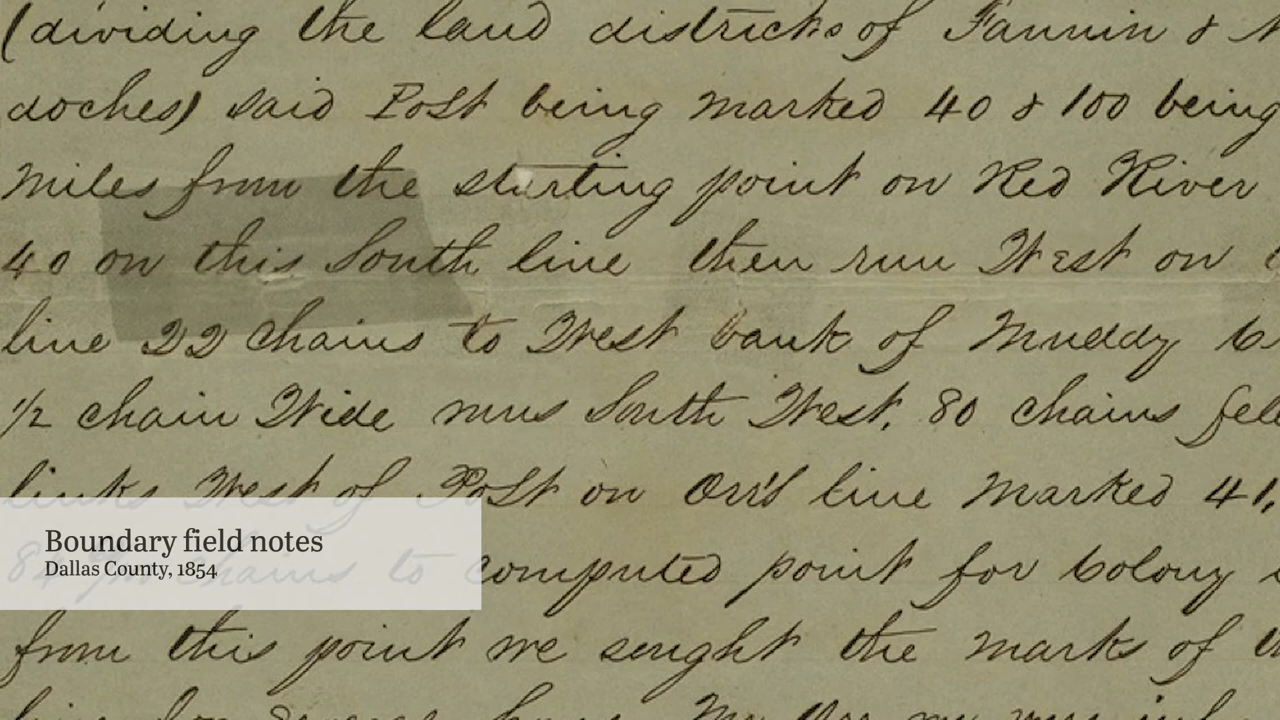 (dividing the land districts of Fannin & N
doches) said Post being marked 40 & 100 being
miles from the starting point on Red River
40 on this South line then run West on
line 22 chains to West bank of Muddy
1/2 chain Wide runs South West. 80 chains fell
links West of Post on Orr's line marked 41.
chains to computed point for Colony
from this point we sought the marks of
Boundary field notes
Dallas County, 1854